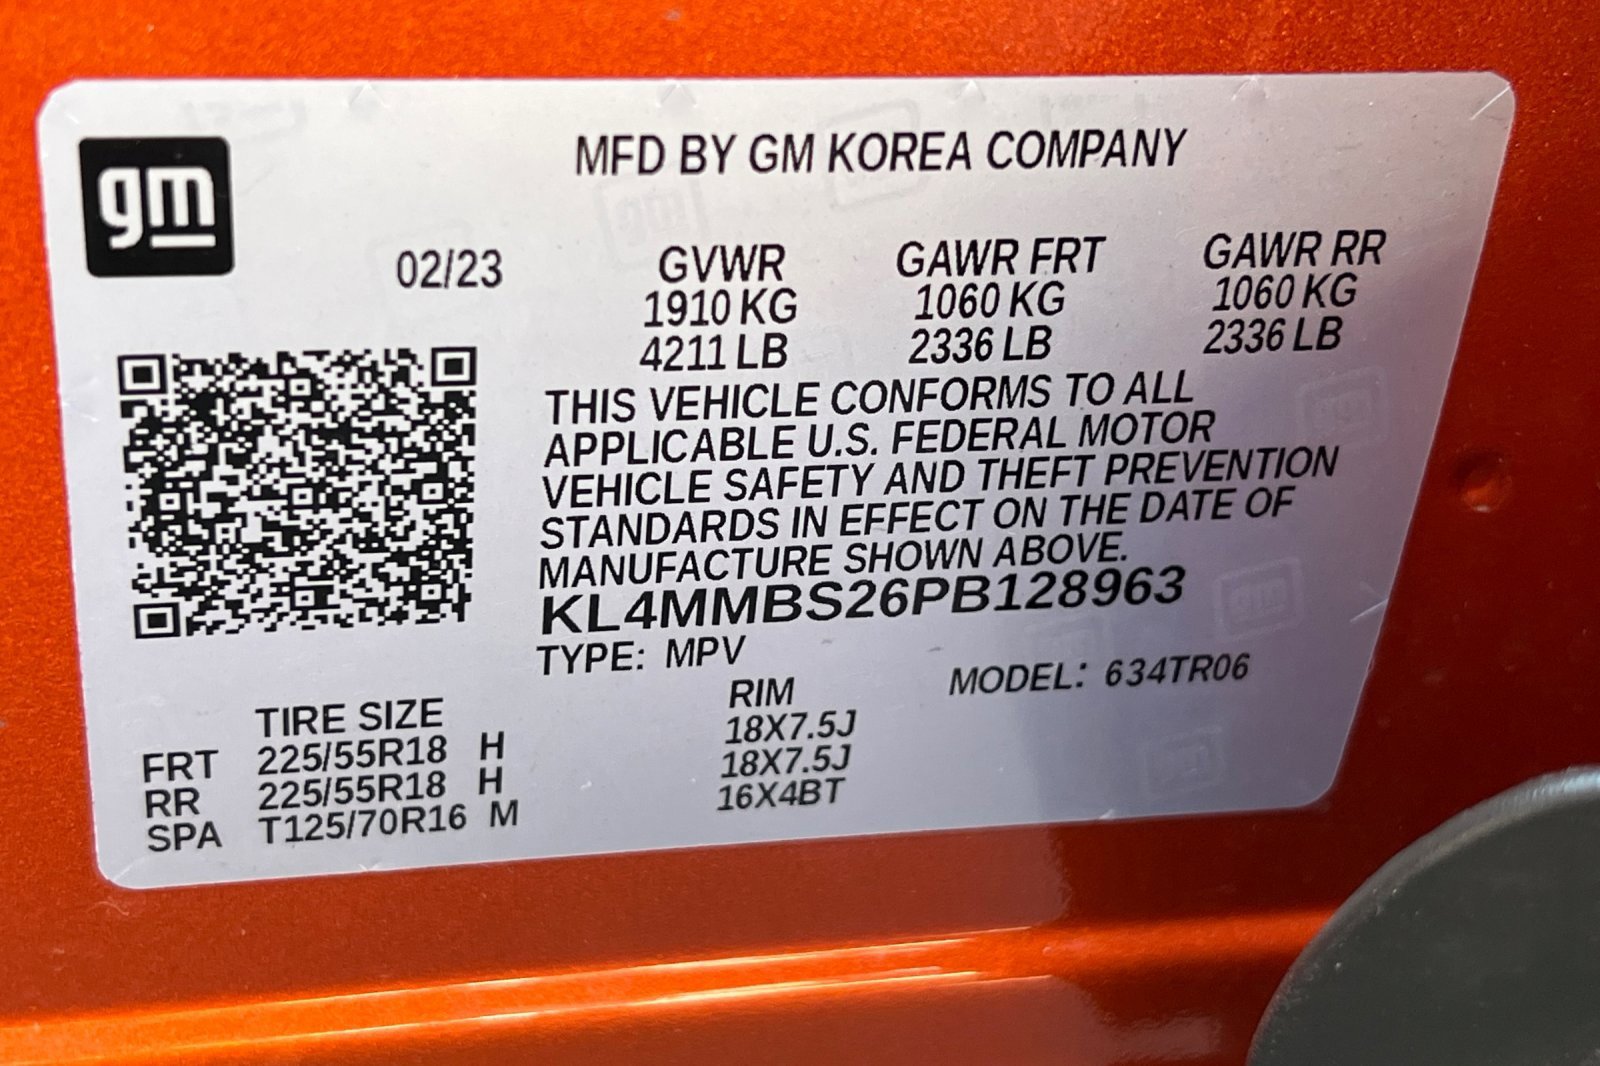 gm
MFD BY GM KOREA COMPANY
02/23 GVWR GAWR FRT GAWR RR
1910 KG 1060 KG 1060 KG
4211 LB 2336 LB 2336 LB
THIS VEHICLE CONFORMS TO ALL
APPLICABLE U.S. FEDERAL MOTOR
VEHICLE SAFETY AND THEFT PREVENTION
STANDARDS IN EFFECT ON THE DATE OF
MANUFACTURE SHOWN ABOVE.
KL4MMBS26PB128963
TYPE: MPV MODEL: 634TR06
TIRE SIZE RIM
FRT 225/55R18 H 18X7.5J
RR 225/55R18 H 18X7.5J
SPA T125/70R16 M 16X4BT